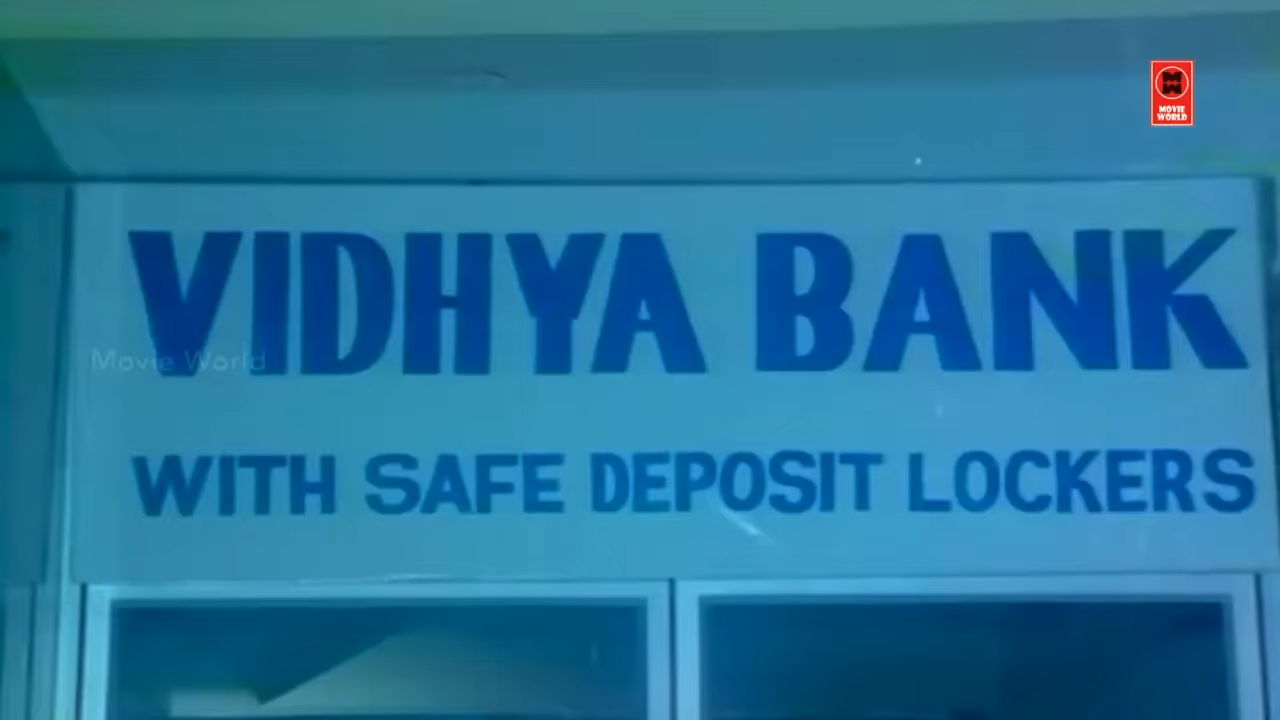 MOVIE
WORLD
VIDHYA BANK
Movie World
WITH SAFE DEPOSIT LOCKERS